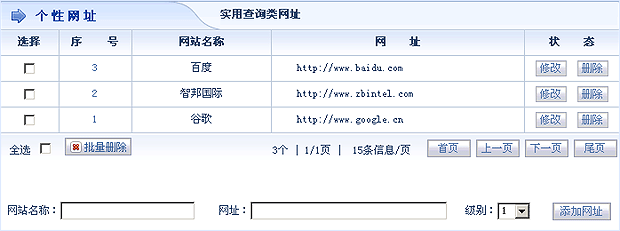 个性网址 实用查询类网址
选择 序 号 网站名称 网 址 状 态
3 百度 http://www.baidu.com 修改 删除
2 智邦国际 http://www.zbintel.com 修改 删除
1 谷歌 http://www.google.cn 修改 删除
全选 批量删除 3个 | 1/1页 | 15条信息/页 首页 上一页 下一页 尾页
网站名称： 网址： 级别： 1 添加网址